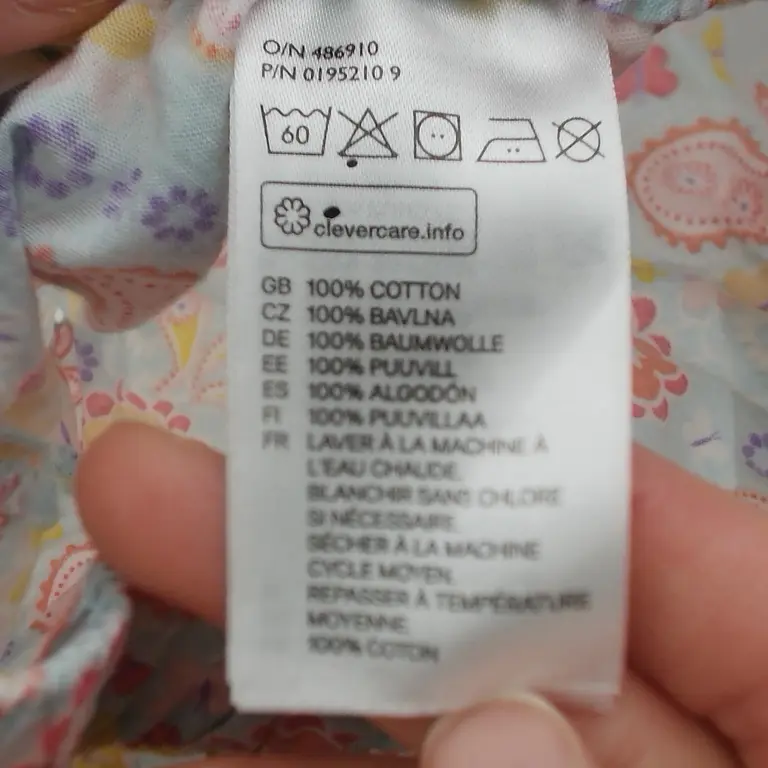 O/N 486910
P/N 0195210 9
60
clevercare.info
GB 100% COTTON
CZ 100% BAVLNA
DE 100% BAUMWOLLE
EE 100% PUUVILL
ES 100% ALGODÓN
FI 100% PUUVILLAA
FR LAVER À LA MACHINE À
L'EAU CHAUDE
BLANCHIR SANS CHLORE
SI NÉCESSAIRE
SÉCHER À LA MACHINE
CYCLE MOYEN
REPASSER À TEMPÉRATURE
MOYENNE
100% COTON